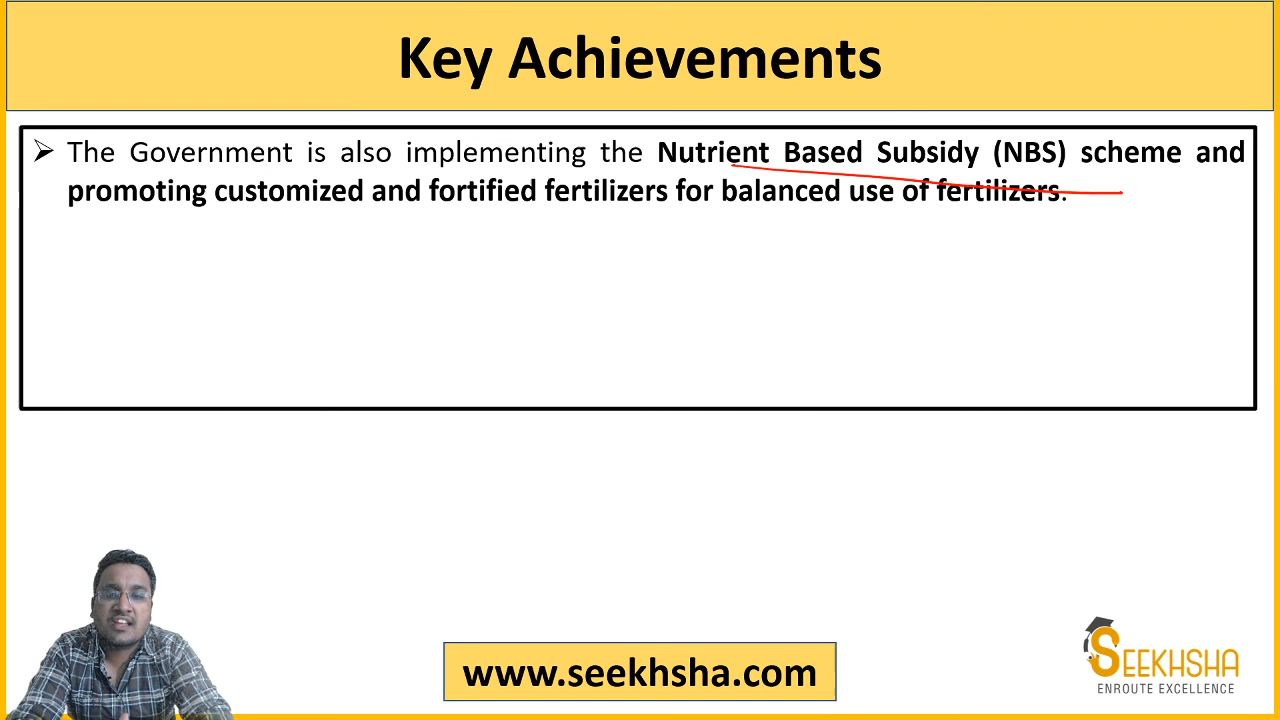 Key Achievements
➢ The Government is also implementing the Nutrient Based Subsidy (NBS) scheme and
promoting customized and fortified fertilizers for balanced use of fertilizers.
www.seekhsha.com
SEEKHSHA
ENROUTE EXCELLENCE